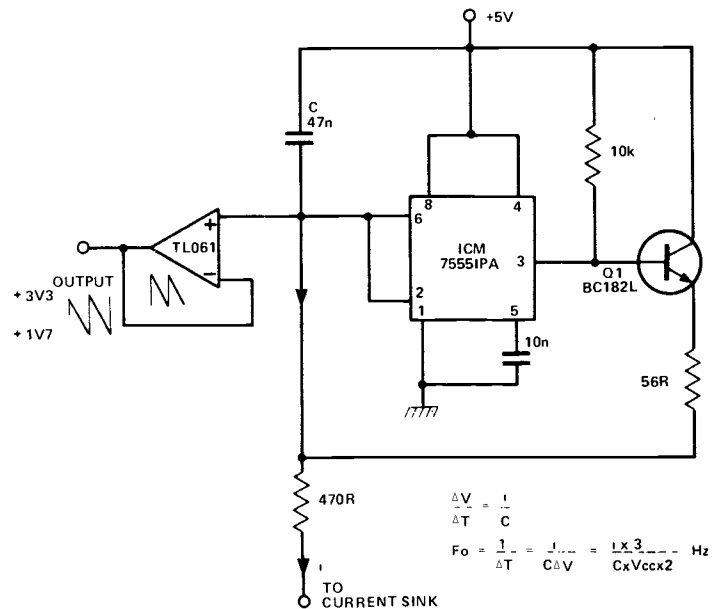 +5V
C
47n
10k
8
4
6
+
TL061
ICM
7555IPA
3
Q1
BC182L
−
OUTPUT
+ 3V3
2
+ 1V7
1
5
10n
56R
470R
ΔV
ΔT
=
i
C
i
TO
CURRENT SINK
Fo = 1/ΔT = i/CΔV = i x 3/CxVccx2 Hz